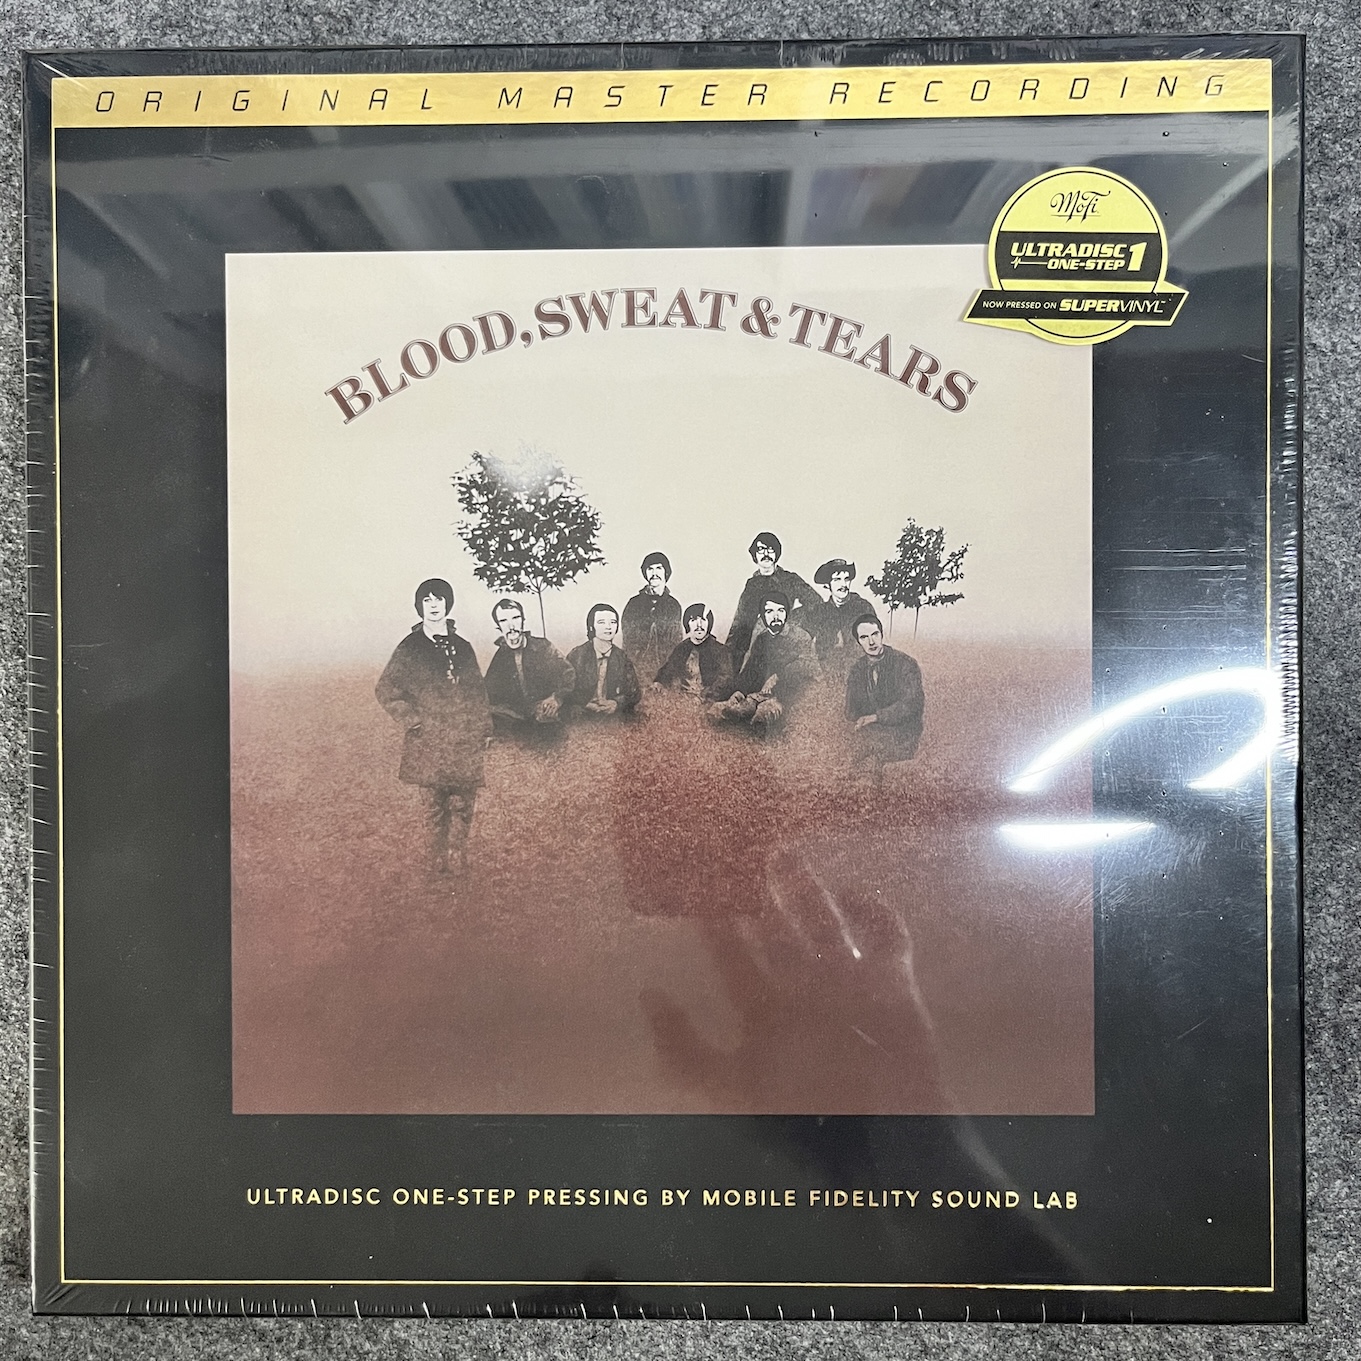 ORIGINAL MASTER RECORDING
MoFi
ULTRADISC 1
ONE-STEP
NOW PRESSED ON SUPERVINYL™
BLOOD, SWEAT & TEARS
ULTRADISC ONE-STEP PRESSING BY MOBILE FIDELITY SOUND LAB